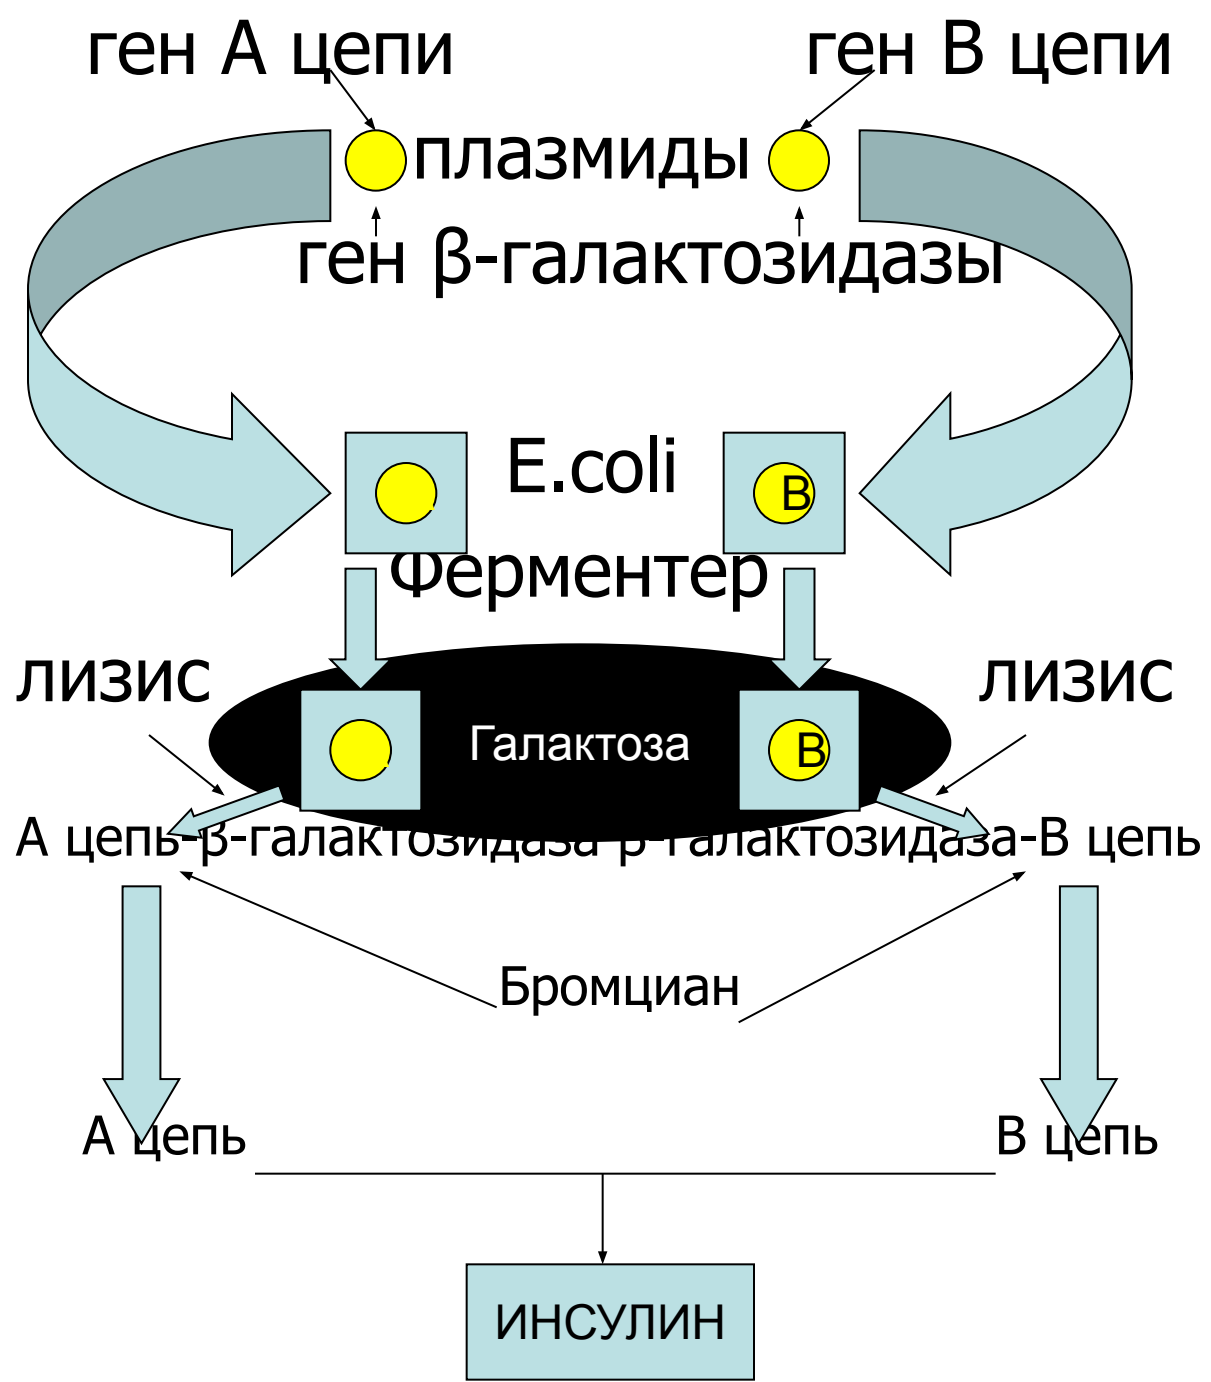 ген А цепи
ген В цепи
плазмиды
ген β-галактозидазы
E.coli
В
Ферментер
лизис
лизис
Галактоза
В
А цепь-β-галактозидаза
β-галактозидаза-В цепь
Бромциан
А цепь
В цепь
ИНСУЛИН